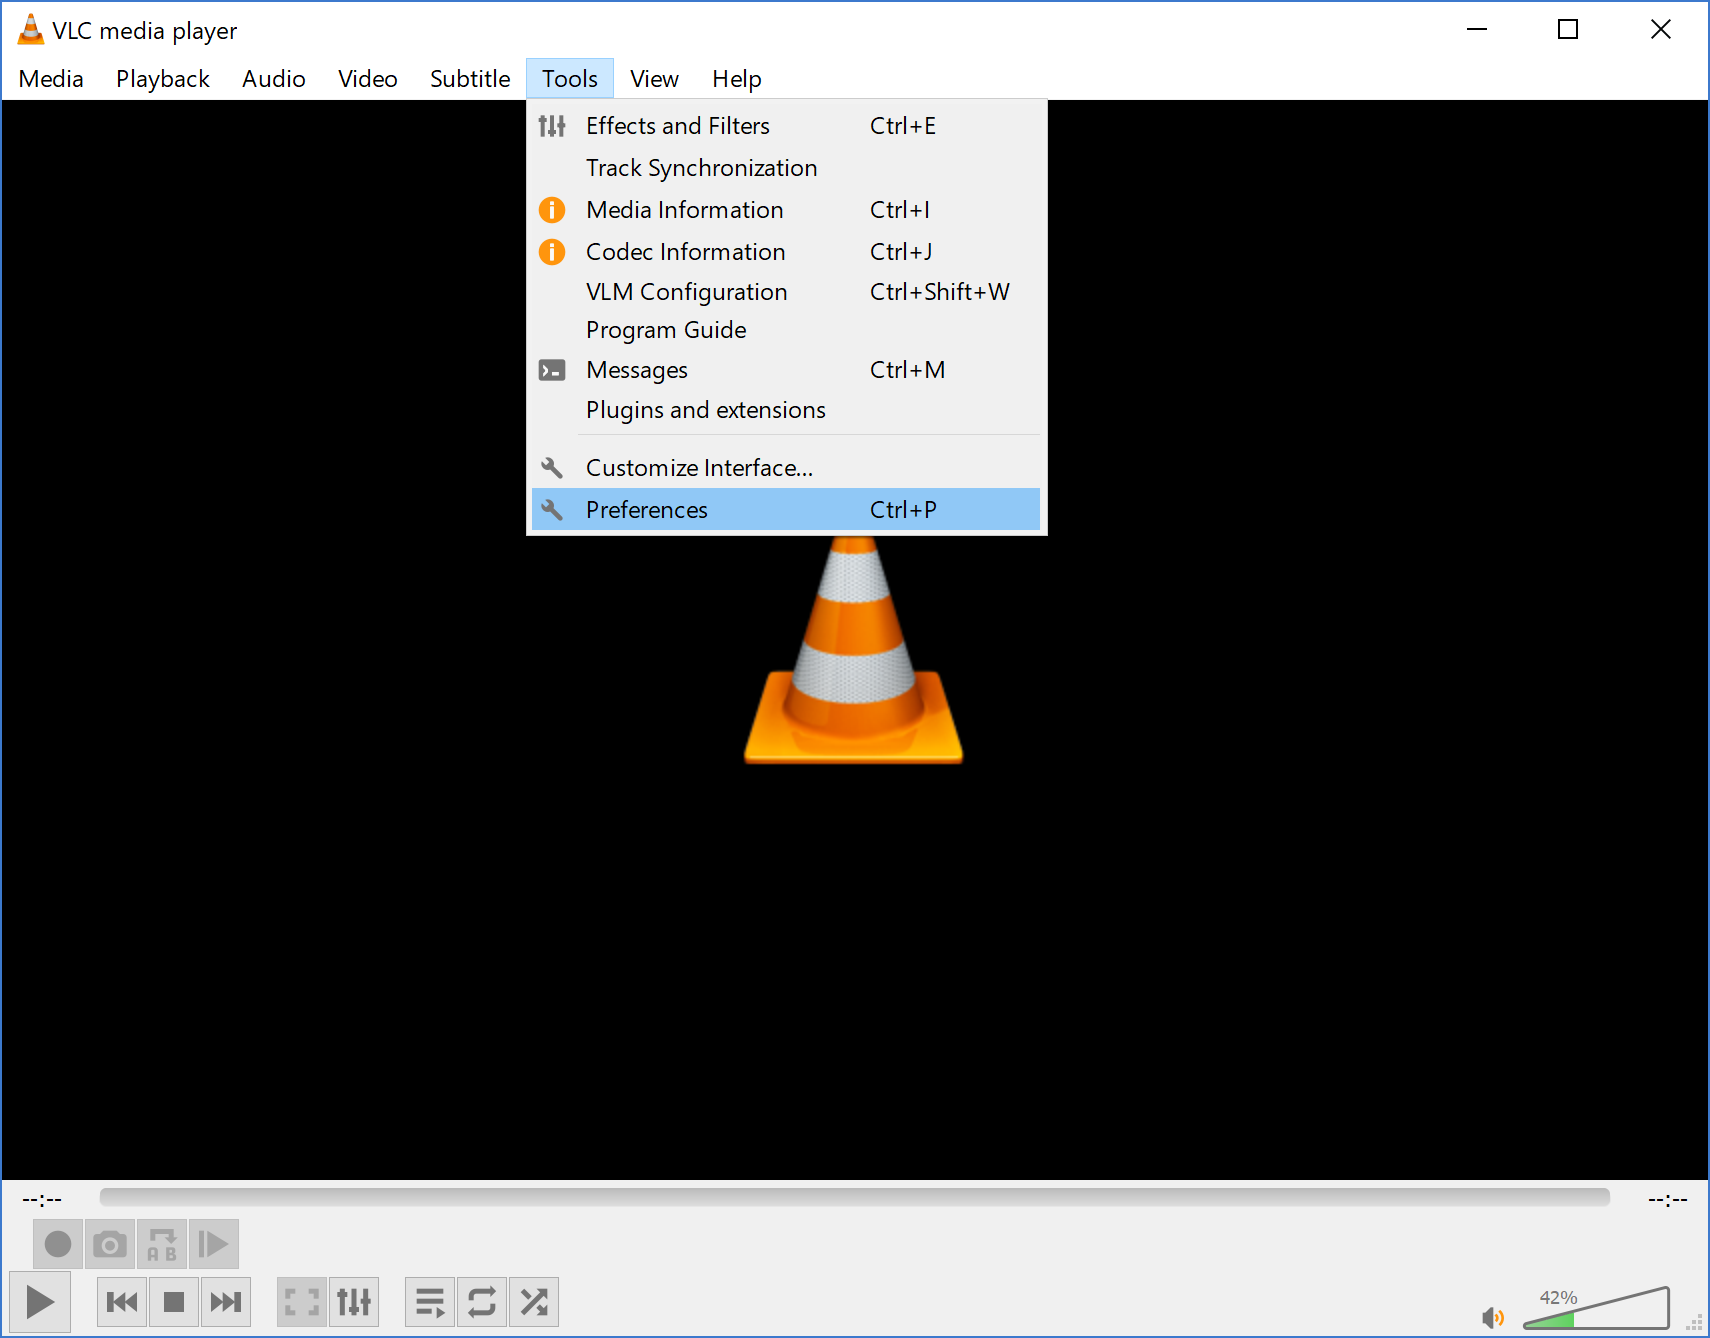 VLC media player
Media Playback Audio Video Subtitle Tools View Help
Effects and Filters Ctrl+E
Track Synchronization
Media Information Ctrl+I
Codec Information Ctrl+J
VLM Configuration Ctrl+Shift+W
Program Guide
Messages Ctrl+M
Plugins and extensions
Customize Interface...
Preferences Ctrl+P
--:-- --:--
A B
42%